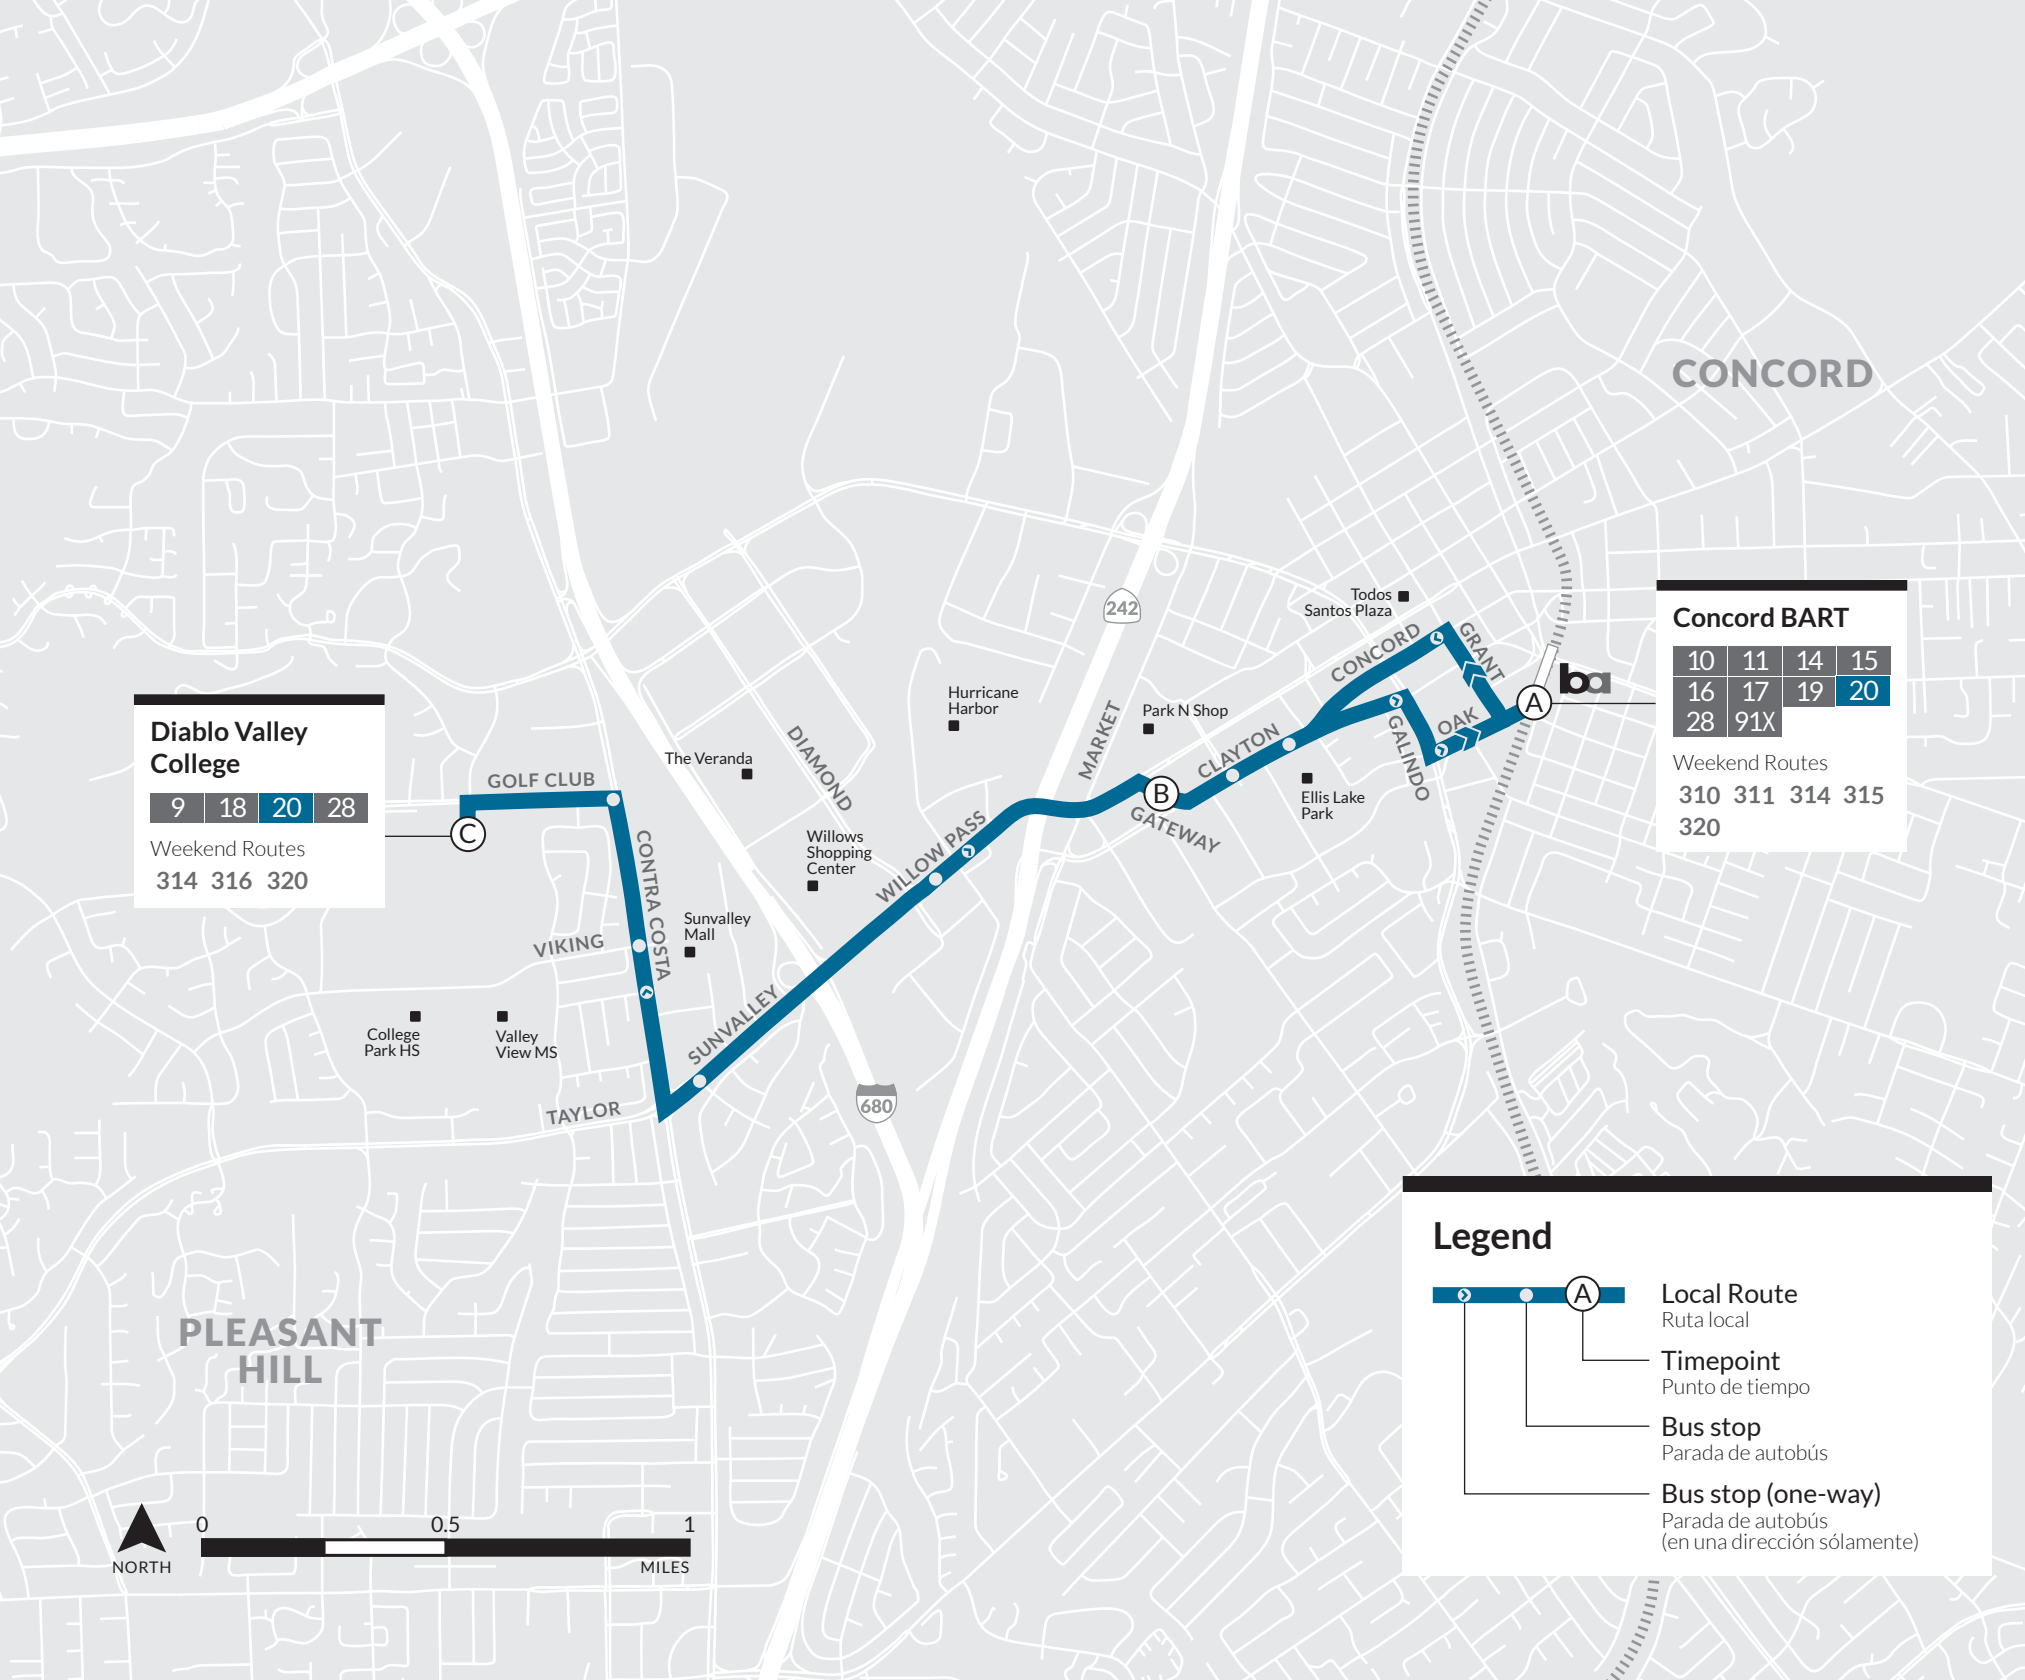 CONCORD
Todos
Santos Plaza
242
CONCORD
GRANT
Concord BART
10 11 14 15
16 17 19 20
28 91X
Weekend Routes
310 311 314 315
320
ba
A
Hurricane
Harbor
MARKET
Park N Shop
GALINDO
OAK
CLAYTON
Diablo Valley
College
9 18 20 28
Weekend Routes
314 316 320
DIAMOND
The Veranda
GOLF CLUB
C
B
GATEWAY
Ellis Lake
Park
CONTRA COSTA
Willows
Shopping
Center
WILLOW PASS
Sunvalley
Mall
VIKING
SUNVALLEY
College
Park HS
Valley
View MS
TAYLOR
680
PLEASANT
HILL
Legend
A
Local Route
Ruta local
Timepoint
Punto de tiempo
Bus stop
Parada de autobús
Bus stop (one-way)
Parada de autobús
(en una dirección sólamente)
0 0.5 1
NORTH
MILES